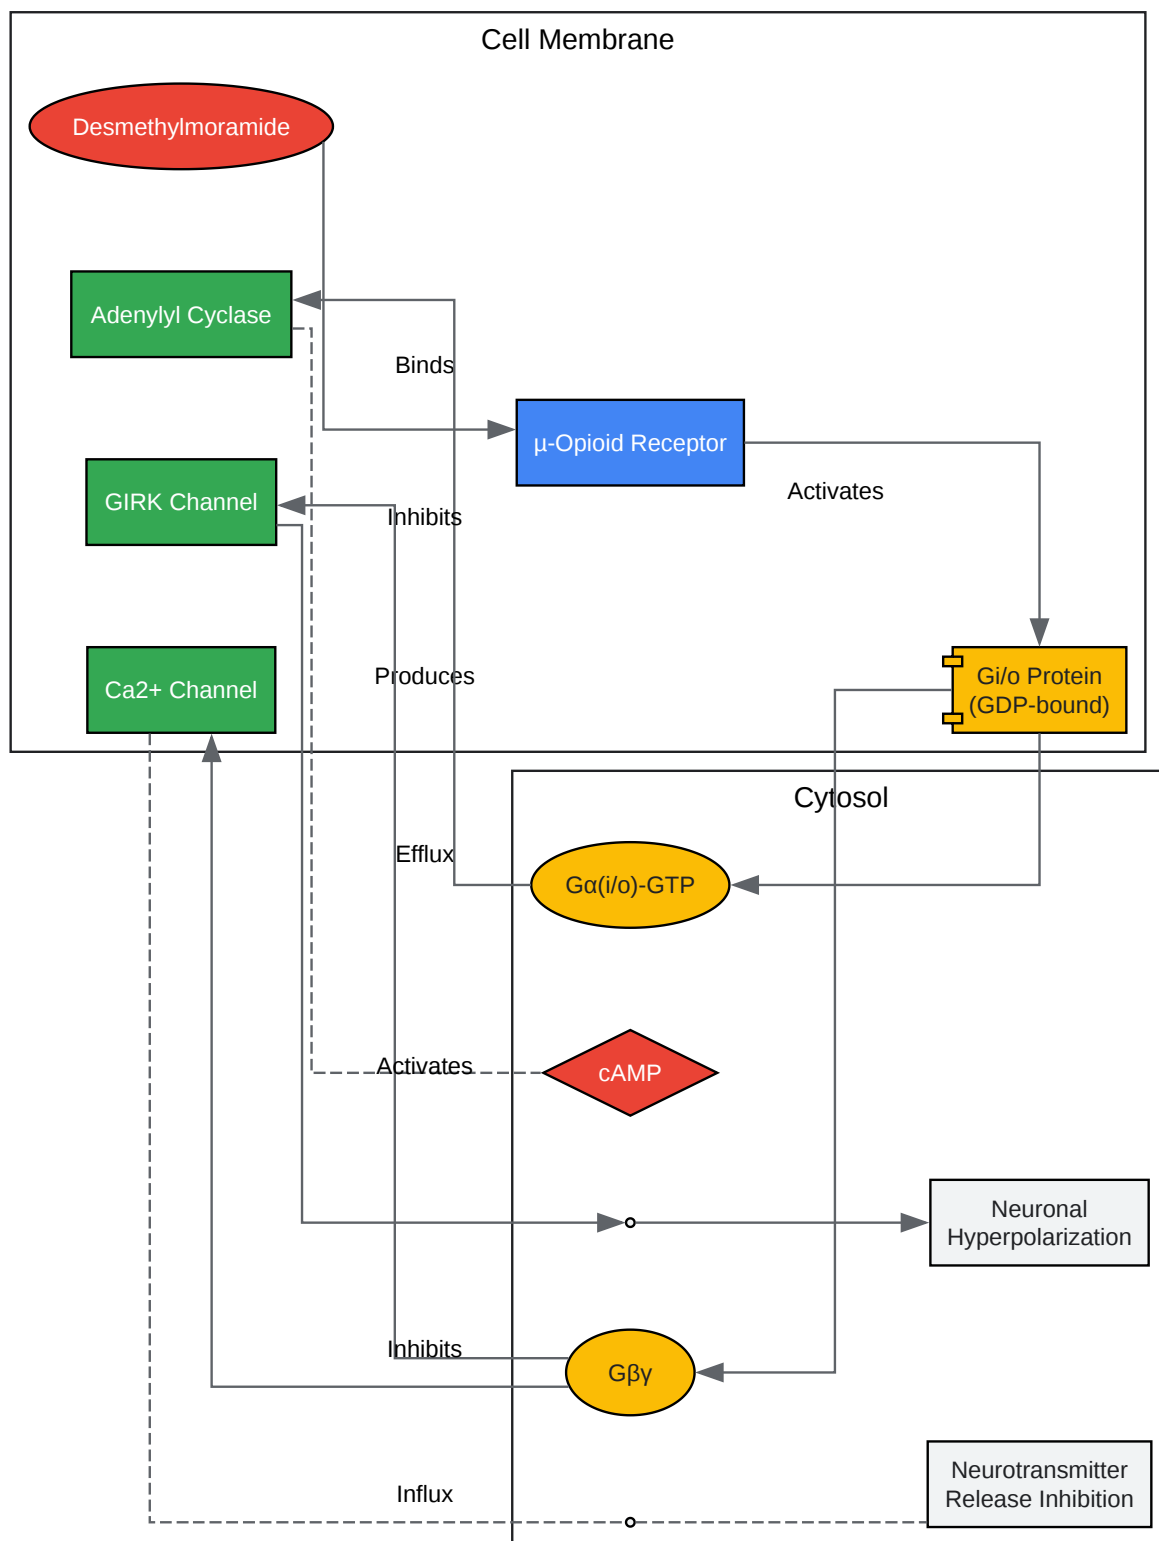 Cell Membrane
Desmethylmoramide
Adenylyl Cyclase
Binds
µ-Opioid Receptor
Activates
GIRK Channel
Inhibits
Produces
Ca2+ Channel
Gi/o Protein
(GDP-bound)
Cytosol
Efflux
Gα(i/o)-GTP
Activates
cAMP
Neuronal
Hyperpolarization
Inhibits
Gβγ
Influx
Neurotransmitter
Release Inhibition